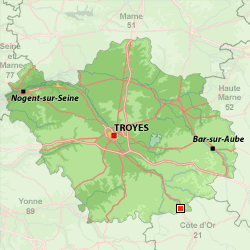 Marne
51
Seine
et
Marne
77
Nogent-sur-Seine
Haute
Marne
52
TROYES
Bar-sur-Aube
Yonne
89
Côte d'Or
21